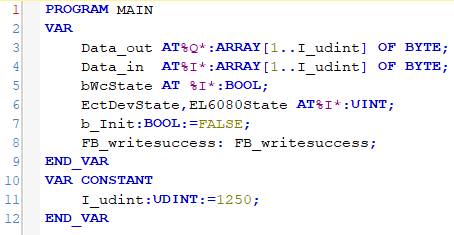 1 PROGRAM MAIN
2 VAR
3 Data_out AT%Q*:ARRAY[1..I_udint] OF BYTE;
4 Data_in AT%I*:ARRAY[1..I_udint] OF BYTE;
5 bWcState AT %I*:BOOL;
6 EctDevState,EL6080State AT%I*:UINT;
7 b_Init:BOOL:=FALSE;
8 FB_writesuccess: FB_writesuccess;
9 END_VAR
10 VAR CONSTANT
11 I_udint:UDINT:=1250;
12 END_VAR